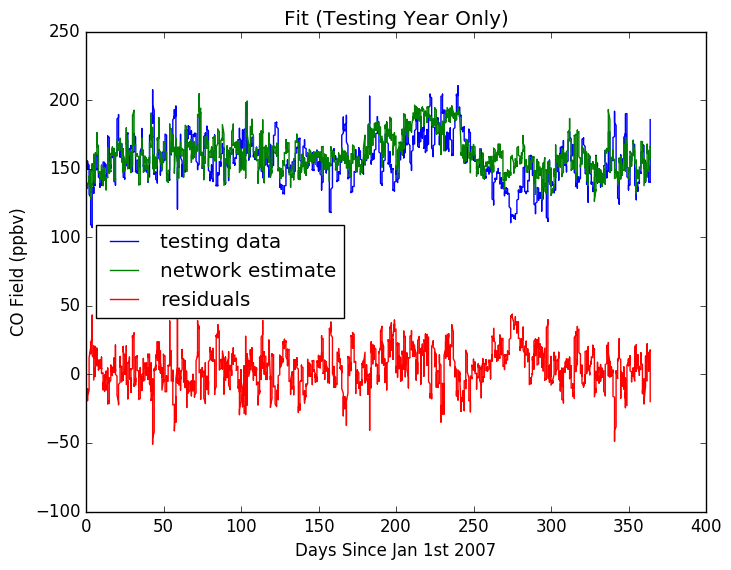 Fit (Testing Year Only)
CO Field (ppbv)
250
200
150
100
50
0
−50
−100
testing data
network estimate
residuals
0 50 100 150 200 250 300 350 400
Days Since Jan 1st 2007